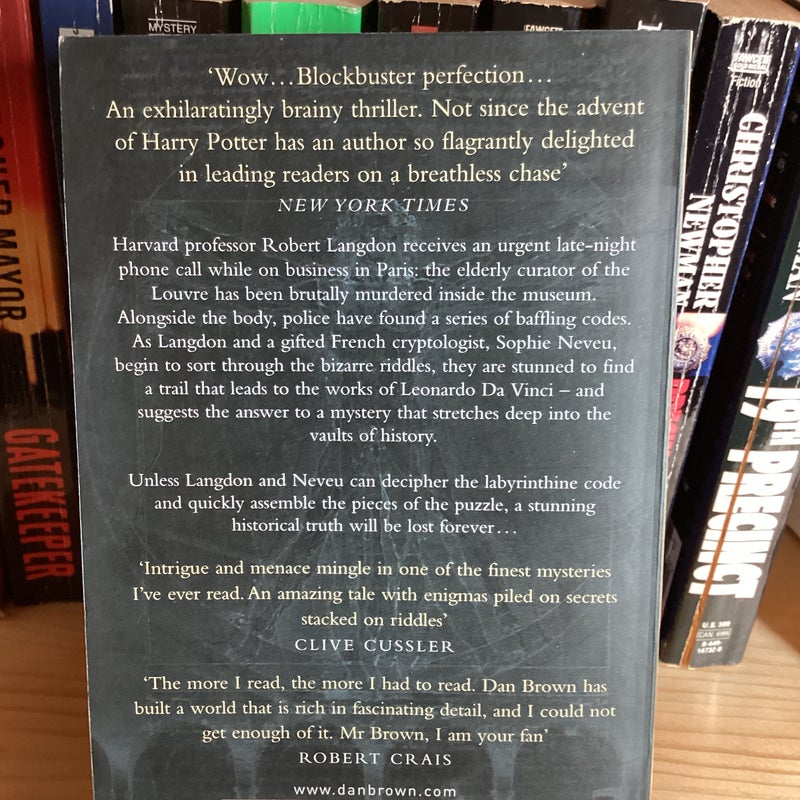 ‘Wow...Blockbuster perfection...
An exhilaratingly brainy thriller. Not since the advent
of Harry Potter has an author so flagrantly delighted
in leading readers on a breathless chase’
NEW YORK TIMES
Harvard professor Robert Langdon receives an urgent late-night
phone call while on business in Paris: the elderly curator of the
Louvre has been brutally murdered inside the museum.
Alongside the body, police have found a series of baffling codes.
As Langdon and a gifted French cryptologist, Sophie Neveu,
begin to sort through the bizarre riddles, they are stunned to find
a trail that leads to the works of Leonardo Da Vinci – and
suggests the answer to a mystery that stretches deep into the
vaults of history.
Unless Langdon and Neveu can decipher the labyrinthine code
and quickly assemble the pieces of the puzzle, a stunning
historical truth will be lost forever...
‘Intrigue and menace mingle in one of the finest mysteries
I’ve ever read. An amazing tale with enigmas piled on secrets
stacked on riddles’
CLIVE CUSSLER
‘The more I read, the more I had to read. Dan Brown has
built a world that is rich in fascinating detail, and I could not
get enough of it. Mr Brown, I am your fan’
ROBERT CRAIS
www.danbrown.com
MYSTERY
FAWCETT
MAYOR
GATEKEEPER
FAWCETT
Fiction
CHRISTOPHER
NEWMAN
19TH PRECINCT
U.S.
CAN
0-449-
14732-8